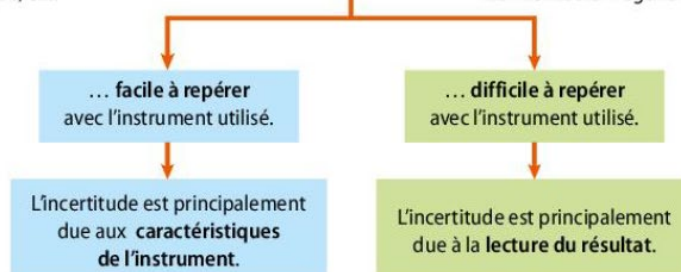 … facile à repérer
avec l'instrument utilisé.
… difficile à repérer
avec l'instrument utilisé.
L'incertitude est principalement
due aux caractéristiques
de l'instrument.
L'incertitude est principalement
due à la lecture du résultat.